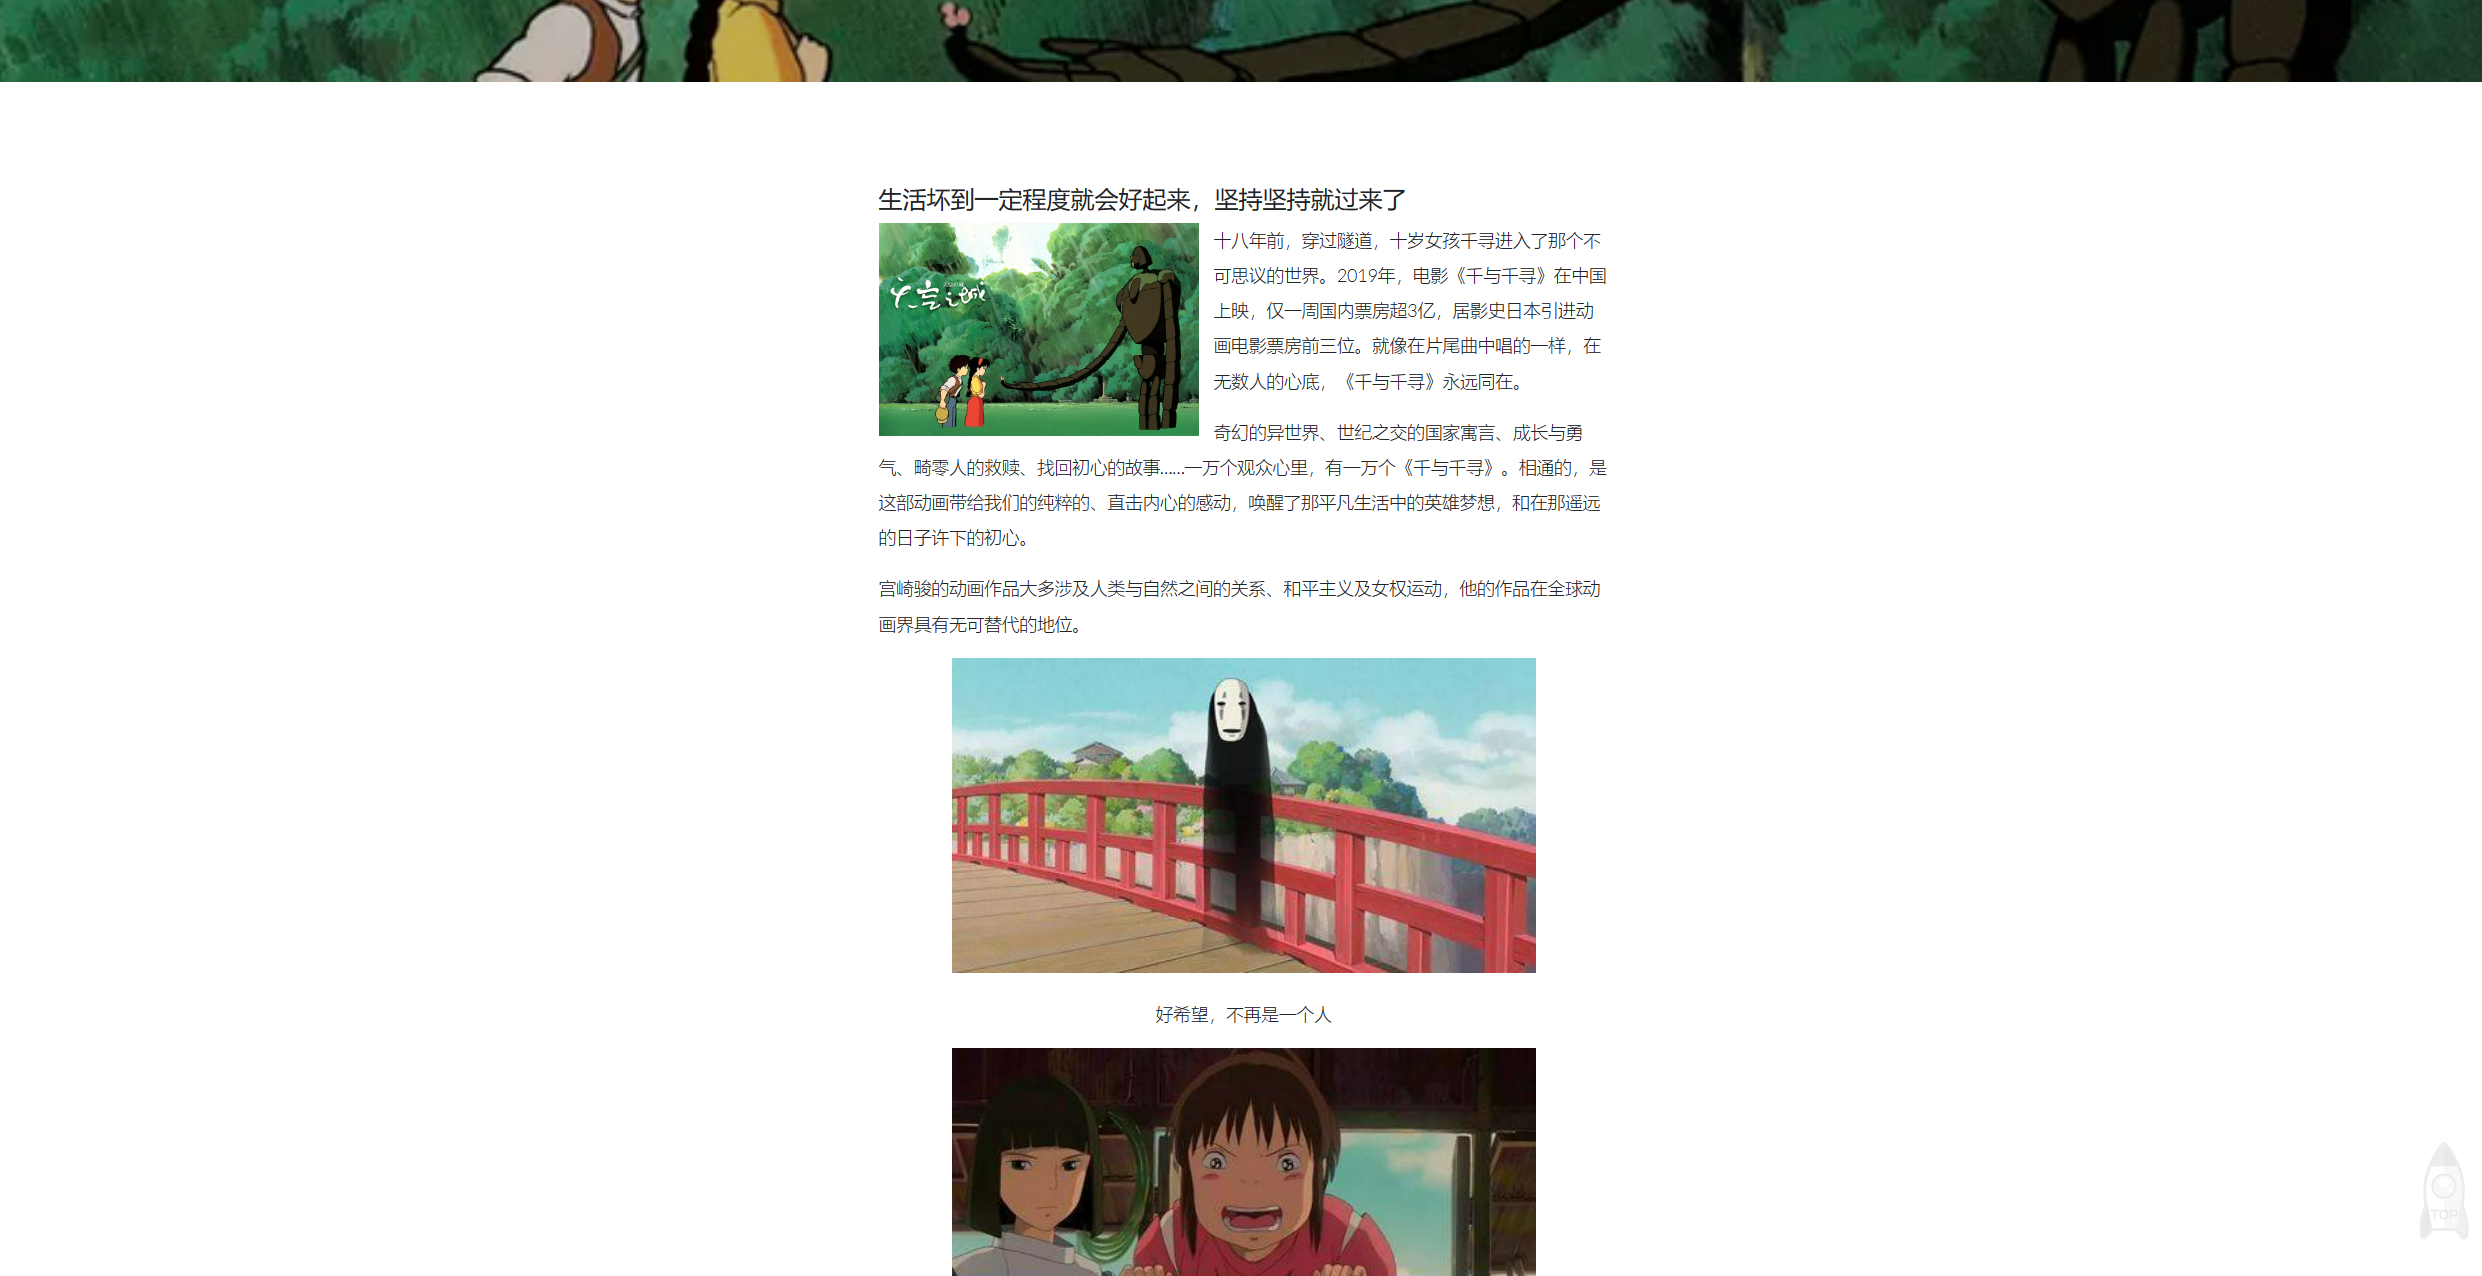 生活坏到一定程度就会好起来，坚持坚持就过来了
天空之城
十八年前，穿过隧道，十岁女孩千寻进入了那个不
可思议的世界。2019年，电影《千与千寻》在中国
上映，仅一周国内票房超3亿，居影史日本引进动
画电影票房前三位。就像在片尾曲中唱的一样，在
无数人的心底，《千与千寻》永远同在。
奇幻的异世界、世纪之交的国家寓言、成长与勇
气、畸零人的救赎、找回初心的故事......一万个观众心里，有一万个《千与千寻》。相通的，是
这部动画带给我们的纯粹的、直击内心的感动，唤醒了那平凡生活中的英雄梦想，和在那遥远
的日子许下的初心。
宫崎骏的动画作品大多涉及人类与自然之间的关系、和平主义及女权运动，他的作品在全球动
画界具有无可替代的地位。
好希望，不再是一个人
TOP